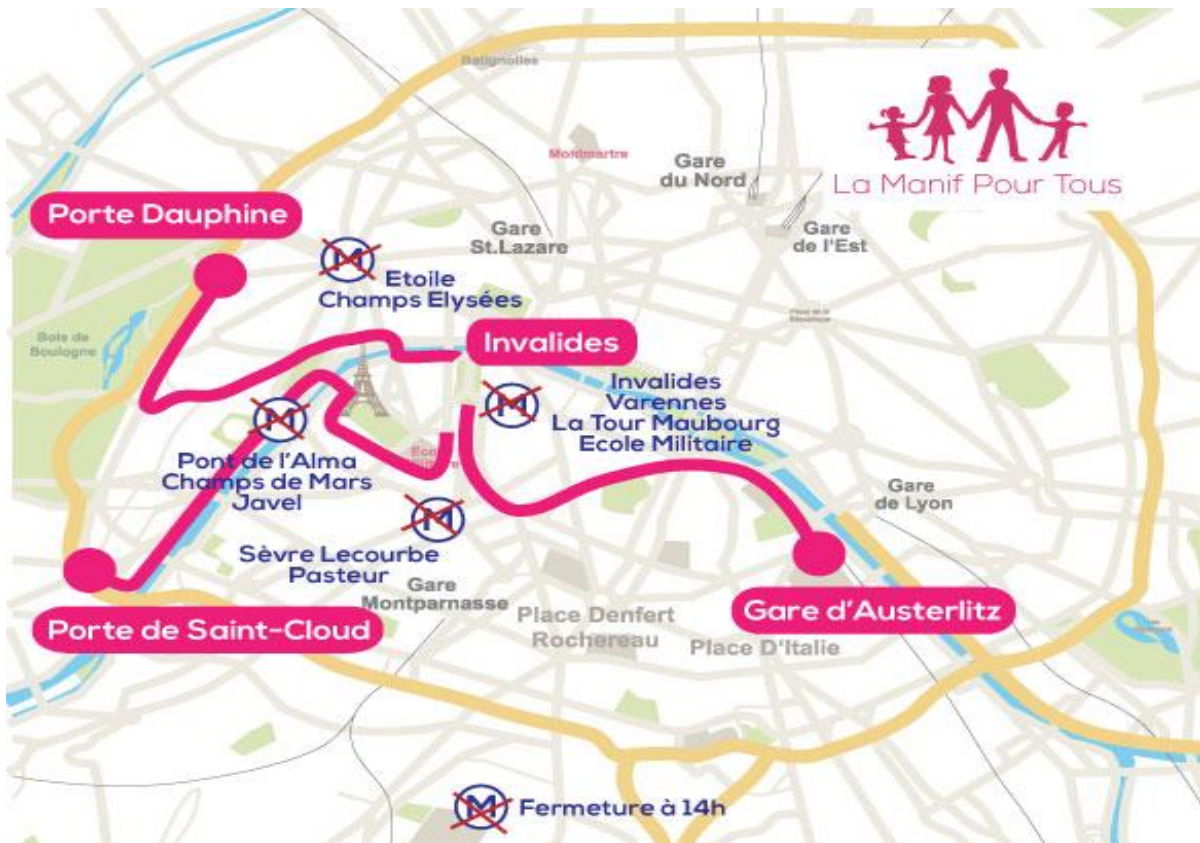 Batignolles
Montmartre
Gare
du Nord
La Manif Pour Tous
Porte Dauphine
Gare
St.Lazare
Gare
de l'Est
M
Etoile
Champs Elysées
Bois de
Boulogne
Invalides
M
Invalides
Varennes
La Tour Maubourg
Ecole Militaire
M
Pont de l'Alma
Champs de Mars
Javel
M
Sèvre Lecourbe
Pasteur
Gare
de Lyon
Gare
Montparnasse
Place Denfert
Rochereau
Place D'Italie
Gare d'Austerlitz
Porte de Saint-Cloud
M
Fermeture à 14h